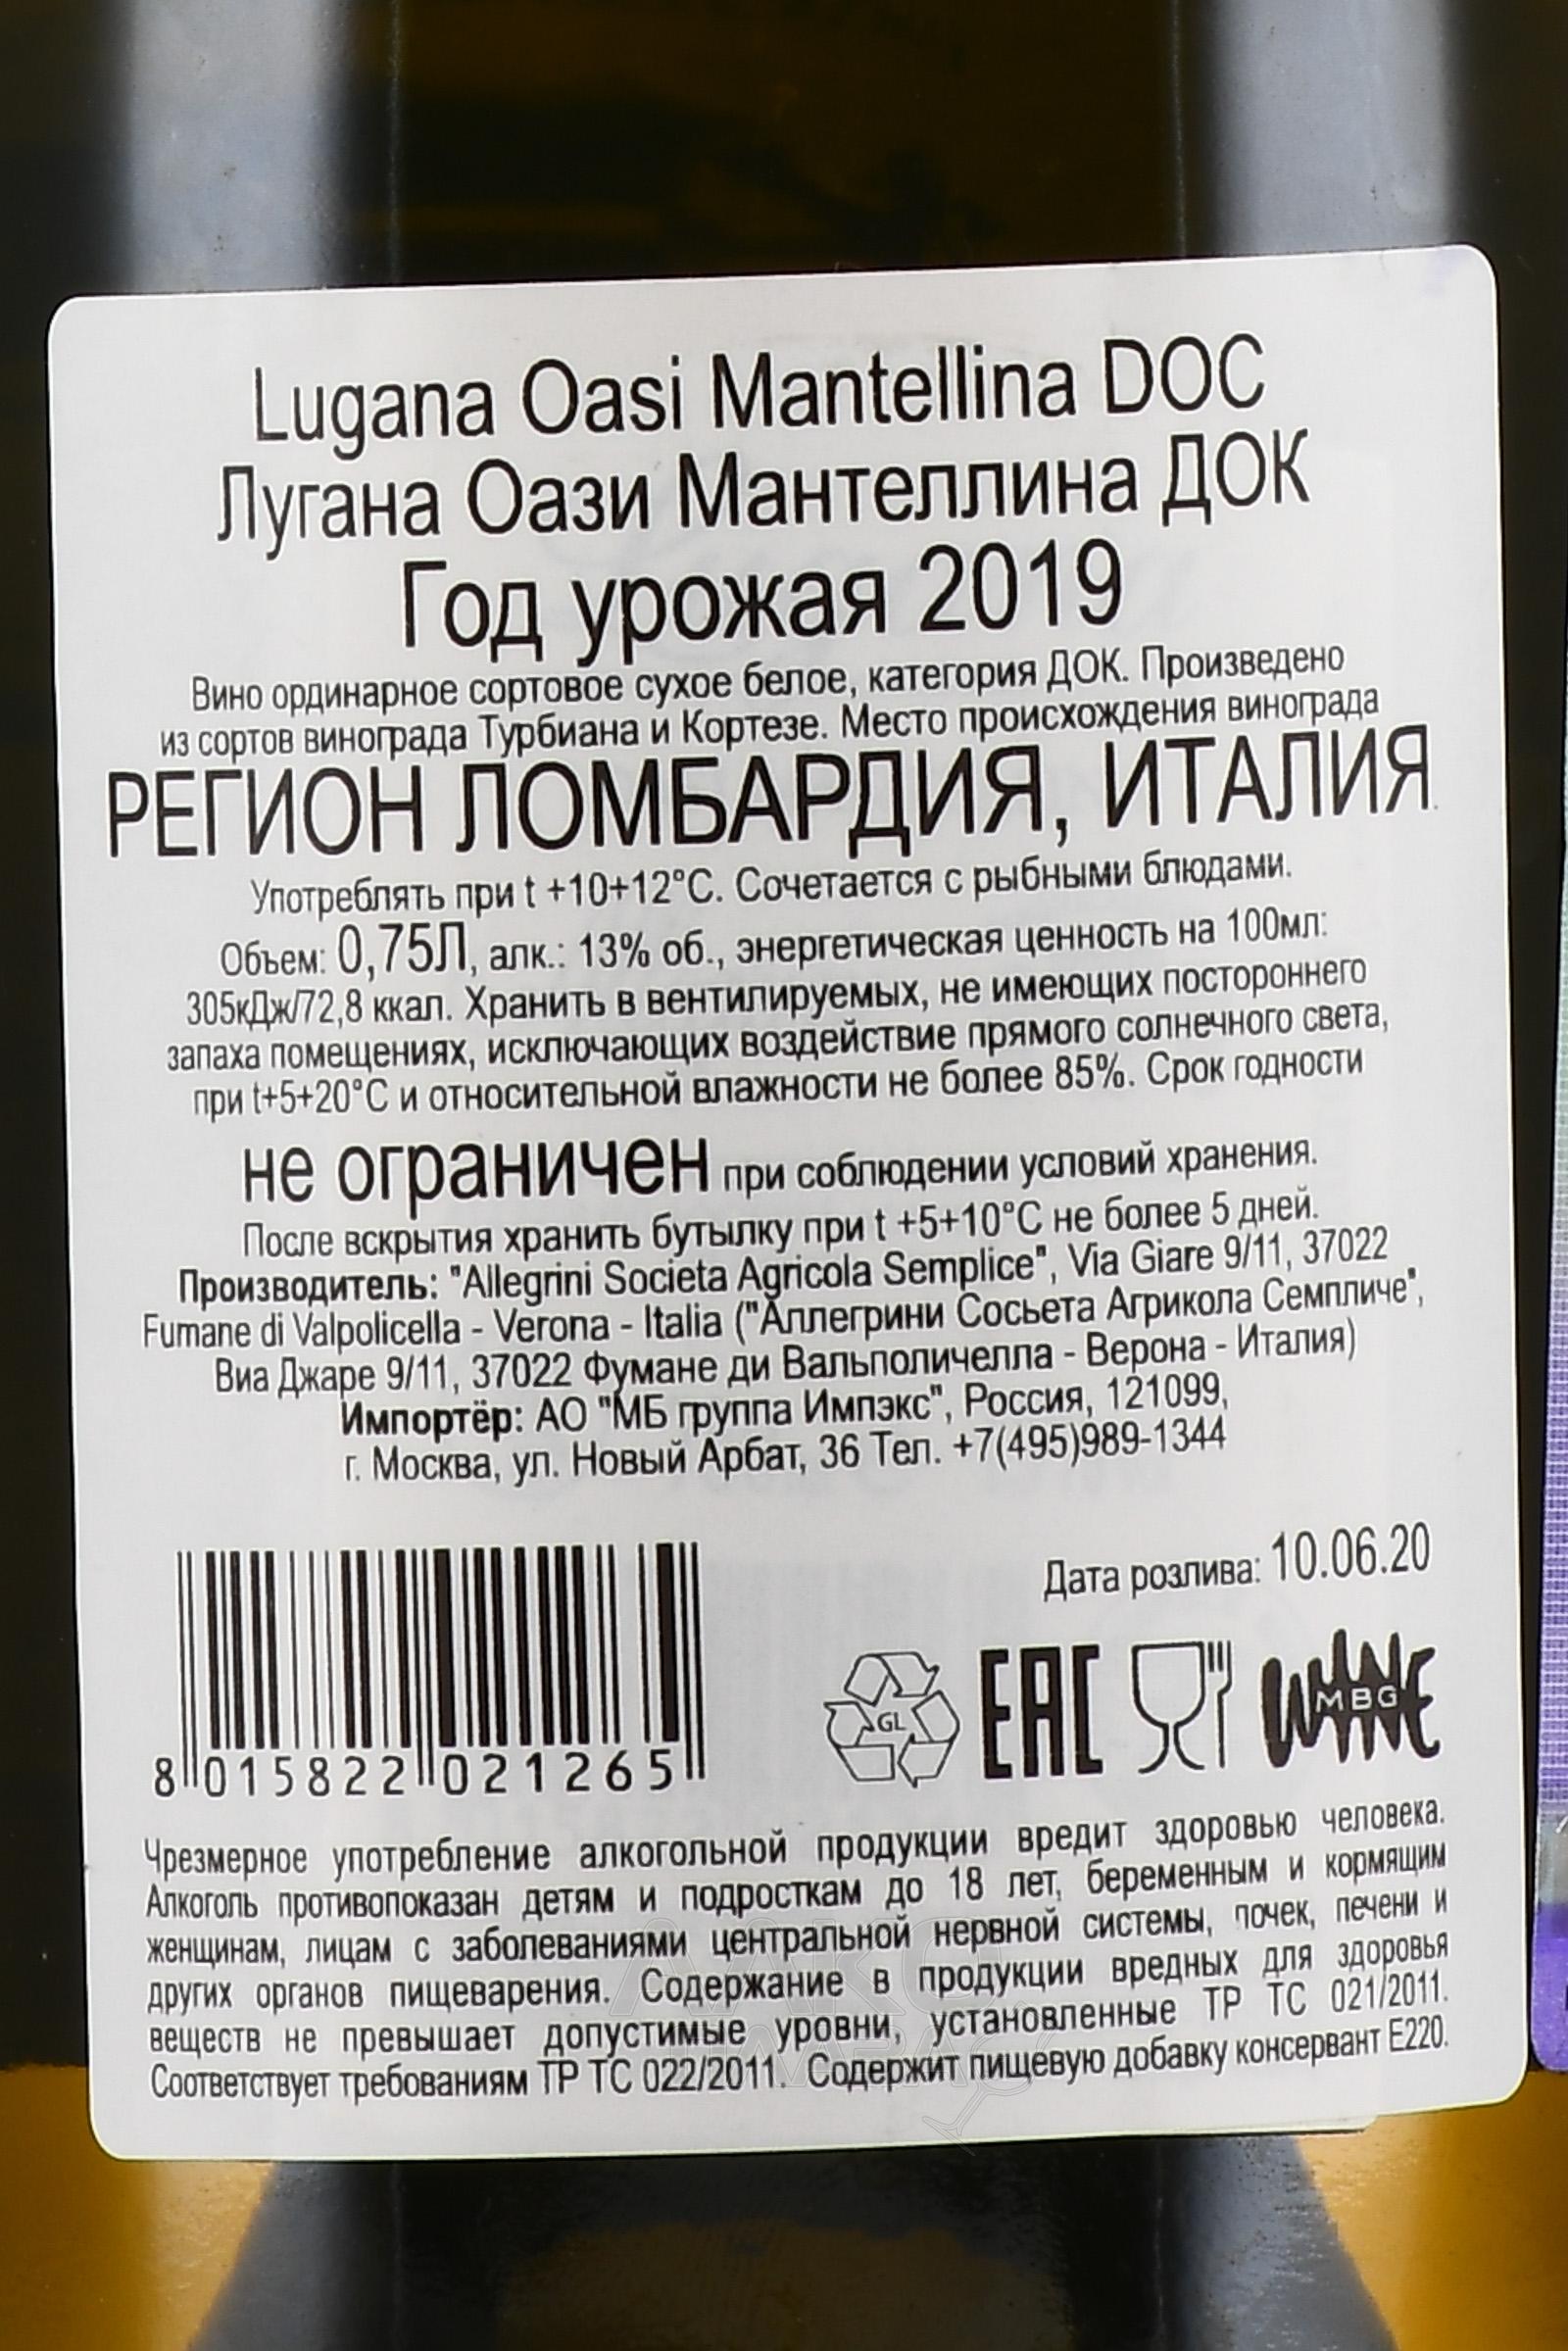 Lugana Oasi Mantellina DOC
Лугана Оази Мантеллина ДОК
Год урожая 2019
Вино ординарное сортовое сухое белое, категория ДОК. Произведено
из сортов винограда Турбиана и Кортезе. Место происхождения винограда
РЕГИОН ЛОМБАРДИЯ, ИТАЛИЯ.
Употреблять при t +10+12°С. Сочетается с рыбными блюдами.
Объем: 0,75Л, алк.: 13% об., энергетическая ценность на 100мл:
305кДж/72,8 ккал. Хранить в вентилируемых, не имеющих постороннего
запаха помещениях, исключающих воздействие прямого солнечного света,
при t+5+20°С и относительной влажности не более 85%. Срок годности
не ограничен при соблюдении условий хранения.
После вскрытия хранить бутылку при t +5+10°С не более 5 дней.
Производитель: "Allegrini Societa Agricola Semplice", Via Giare 9/11, 37022
Fumane di Valpolicella - Verona - Italia ("Аллегрини Сосьета Агрикола Семпличе",
Виа Джаре 9/11, 37022 Фумане ди Вальполичелла - Верона - Италия)
Импортёр: АО "МБ группа Импэкс", Россия, 121099,
г. Москва, ул. Новый Арбат, 36 Тел. +7(495)989-1344
Дата розлива: 10.06.20
GL EAC WINE MBG
8 015822 021265
Чрезмерное употребление алкогольной продукции вредит здоровью человека.
Алкоголь противопоказан детям и подросткам до 18 лет, беременным и кормящим
женщинам, лицам с заболеваниями центральной нервной системы, почек, печени и
других органов пищеварения. Содержание в продукции вредных для здоровья
веществ не превышает допустимые уровни, установленные ТР ТС 021/2011.
Соответствует требованиям ТР ТС 022/2011. Содержит пищевую добавку консервант Е220.